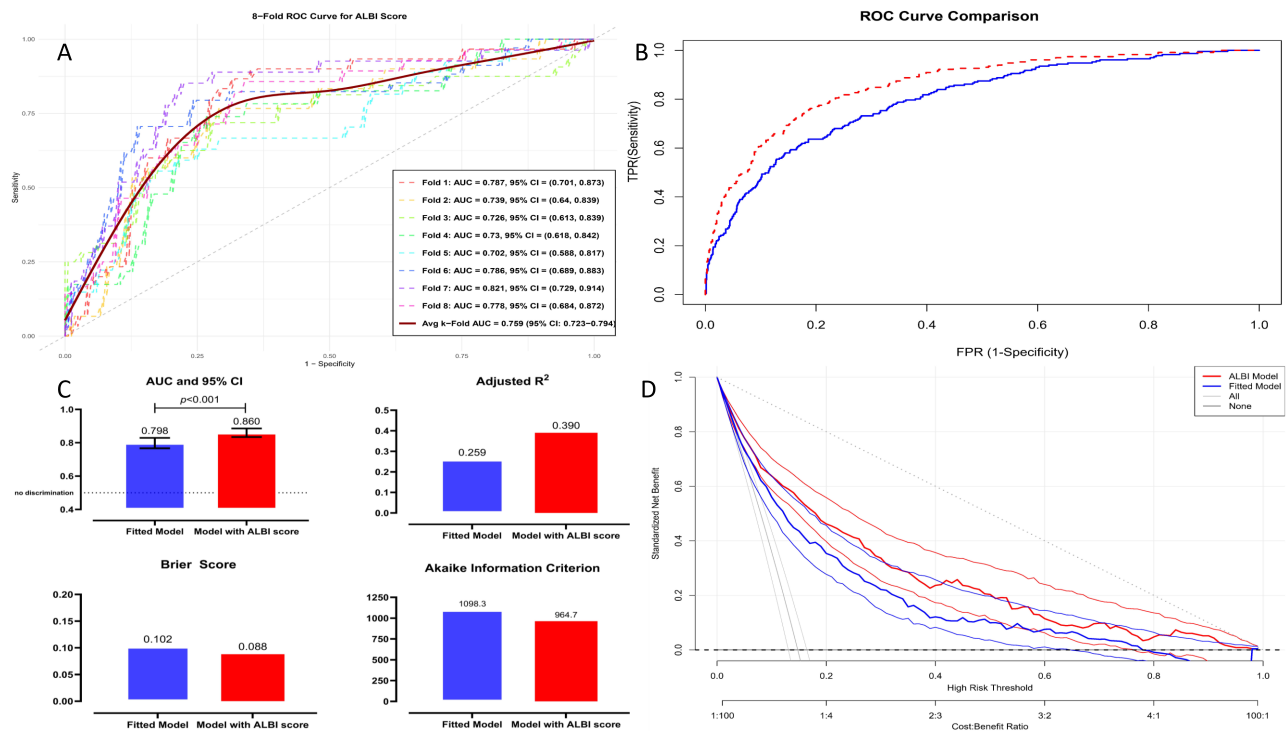 8−Fold ROC Curve for ALBI Score
A
1.00
0.75
0.50
0.25
0.00
Sensitivity
Fold 1: AUC = 0.787, 95% CI = (0.701, 0.873)
Fold 2: AUC = 0.739, 95% CI = (0.64, 0.839)
Fold 3: AUC = 0.726, 95% CI = (0.613, 0.839)
Fold 4: AUC = 0.73, 95% CI = (0.618, 0.842)
Fold 5: AUC = 0.702, 95% CI = (0.588, 0.817)
Fold 6: AUC = 0.786, 95% CI = (0.689, 0.883)
Fold 7: AUC = 0.821, 95% CI = (0.729, 0.914)
Fold 8: AUC = 0.778, 95% CI = (0.684, 0.872)
Avg k−Fold AUC = 0.759 (95% CI: 0.723−0.794)
0.00 0.25 0.50 0.75 1.00
1 − Specificity
ROC Curve Comparison
B
TPR(Sensitivity)
1.0
0.8
0.6
0.4
0.2
0.0
0.0 0.2 0.4 0.6 0.8 1.0
FPR (1-Specificity)
C
AUC and 95% CI
p<0.001
1.0
0.8
0.6
0.4
no discrimination
0.798
0.860
Fitted Model Model with ALBI score
Adjusted R²
0.5
0.4
0.3
0.2
0.1
0.0
0.259
0.390
Fitted Model Model with ALBI score
Brier Score
0.20
0.15
0.10
0.05
0.00
0.102
0.088
Fitted Model Model with ALBI score
Akaike Information Criterion
1250
1000
750
500
250
0
1098.3
964.7
Fitted Model Model with ALBI score
D
ALBI Model
Fitted Model
All
None
Standardized Net Benefit
1.0
0.8
0.6
0.4
0.2
0.0
0.0 0.2 0.4 0.6 0.8 1.0
High Risk Threshold
1:100 1:4 2:3 3:2 4:1 100:1
Cost:Benefit Ratio